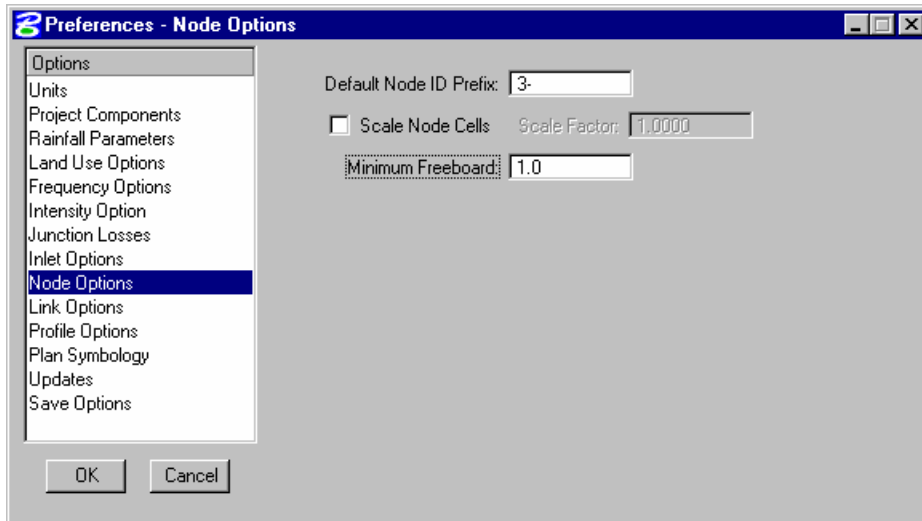 Preferences - Node Options
Options
Units
Project Components
Rainfall Parameters
Land Use Options
Frequency Options
Intensity Option
Junction Losses
Inlet Options
Node Options
Link Options
Profile Options
Plan Symbology
Updates
Save Options
Default Node ID Prefix: 3-
Scale Node Cells Scale Factor: 1.0000
Minimum Freeboard: 1.0
OK Cancel